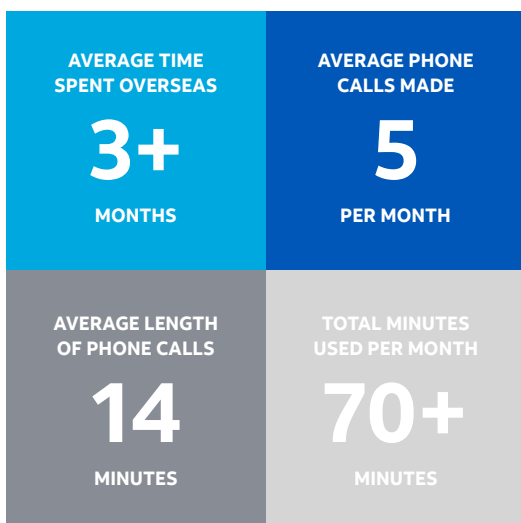 AVERAGE TIME
SPENT OVERSEAS
3+
MONTHS
AVERAGE PHONE
CALLS MADE
5
PER MONTH
AVERAGE LENGTH
OF PHONE CALLS
14
MINUTES
TOTAL MINUTES
USED PER MONTH
70+
MINUTES